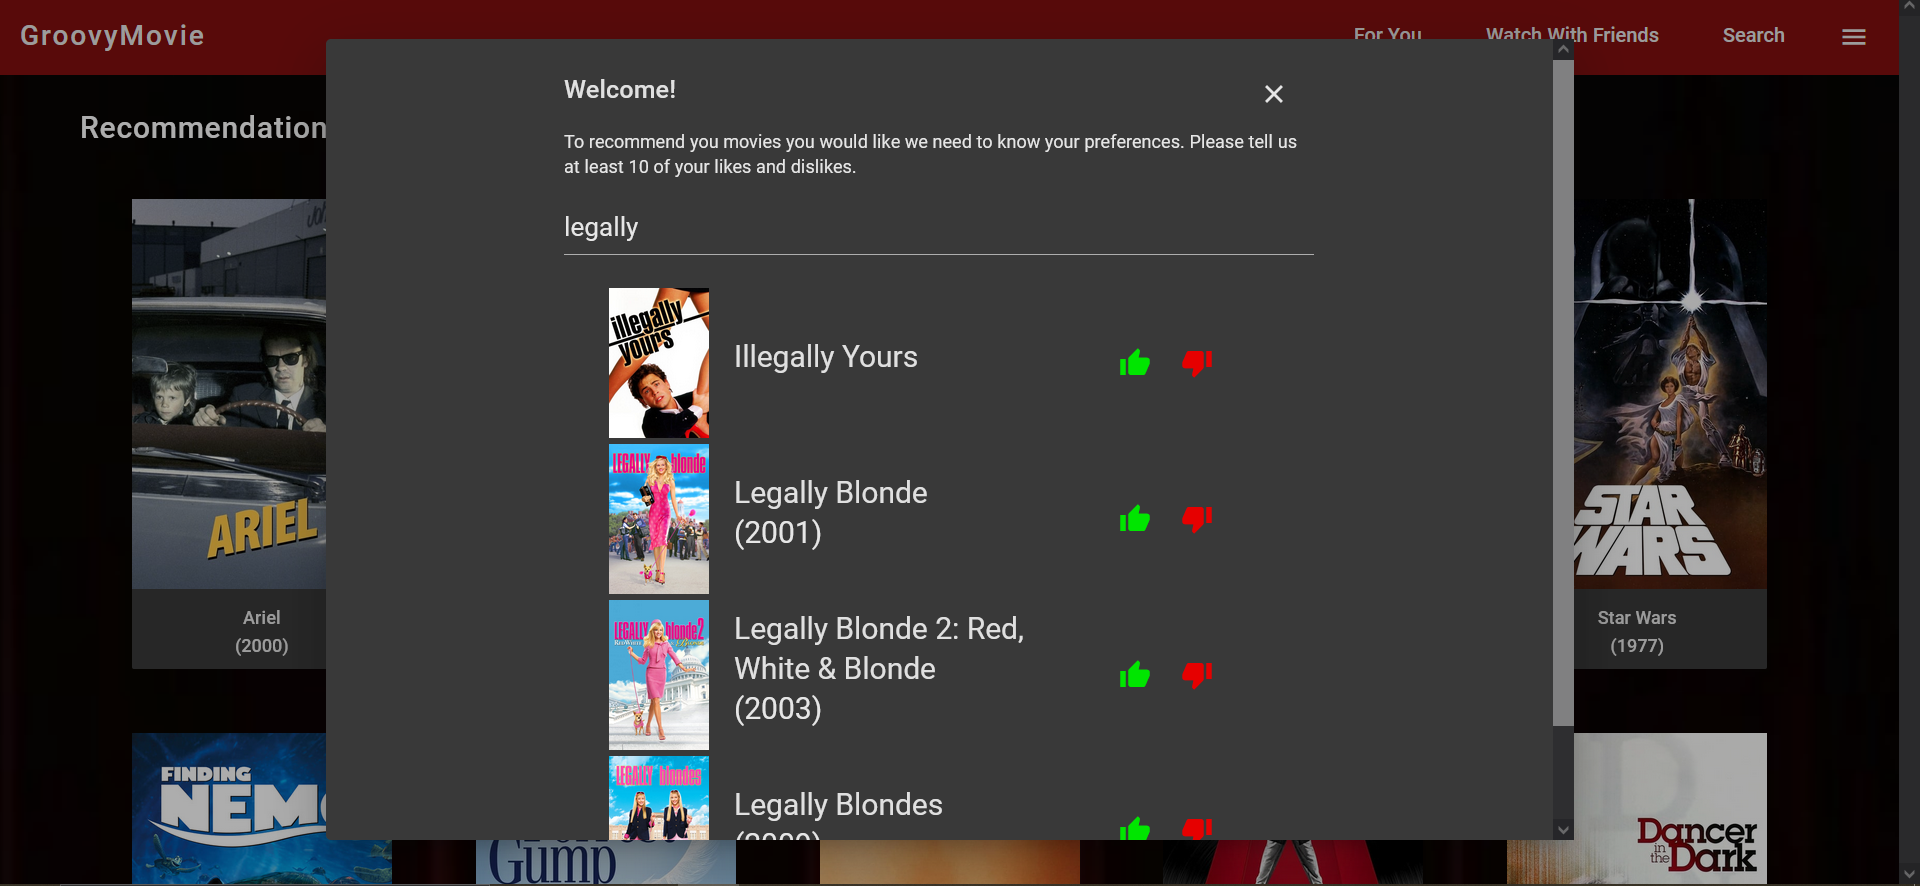 GroovyMovie
For You
Watch With Friends
Search
Recommendation
Welcome!
To recommend you movies you would like we need to know your preferences. Please tell us
at least 10 of your likes and dislikes.
legally
illegally
yours
Illegally Yours
LEGALLY blonde
Legally Blonde
(2001)
LEGALLY blonde 2
Legally Blonde 2: Red,
White & Blonde
(2003)
LEGALLY blondes
Legally Blondes
ARIEL
Ariel
(2000)
STAR
WARS
Star Wars
(1977)
FINDING
NEMO
Gump
Dancer
in the
Dark